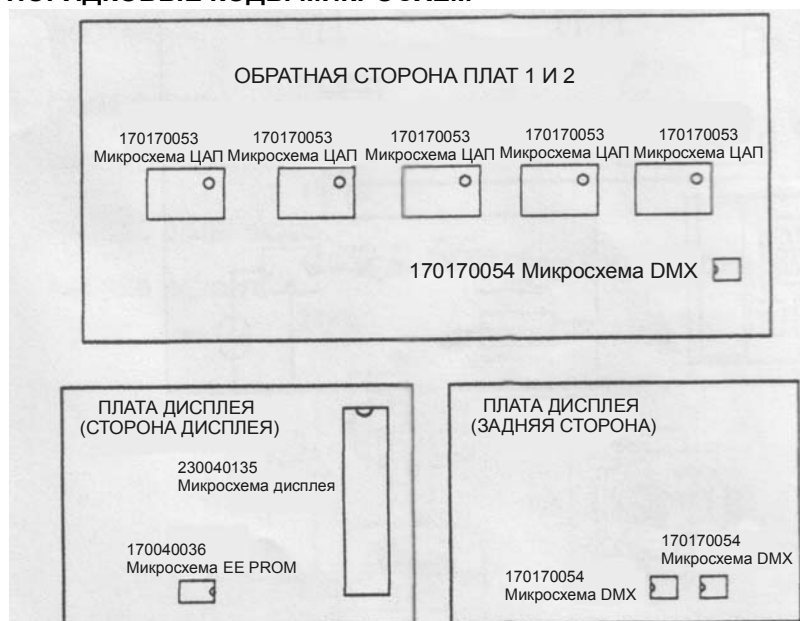 ОБРАТНАЯ СТОРОНА ПЛАТ 1 И 2
170170053 170170053 170170053 170170053 170170053
Микросхема ЦАП Микросхема ЦАП Микросхема ЦАП Микросхема ЦАП Микросхема ЦАП
170170054 Микросхема DMX
ПЛАТА ДИСПЛЕЯ
(СТОРОНА ДИСПЛЕЯ)
230040135
Микросхема дисплея
170040036
Микросхема EE PROM
ПЛАТА ДИСПЛЕЯ
(ЗАДНЯЯ СТОРОНА)
170170054
Микросхема DMX
170170054
Микросхема DMX